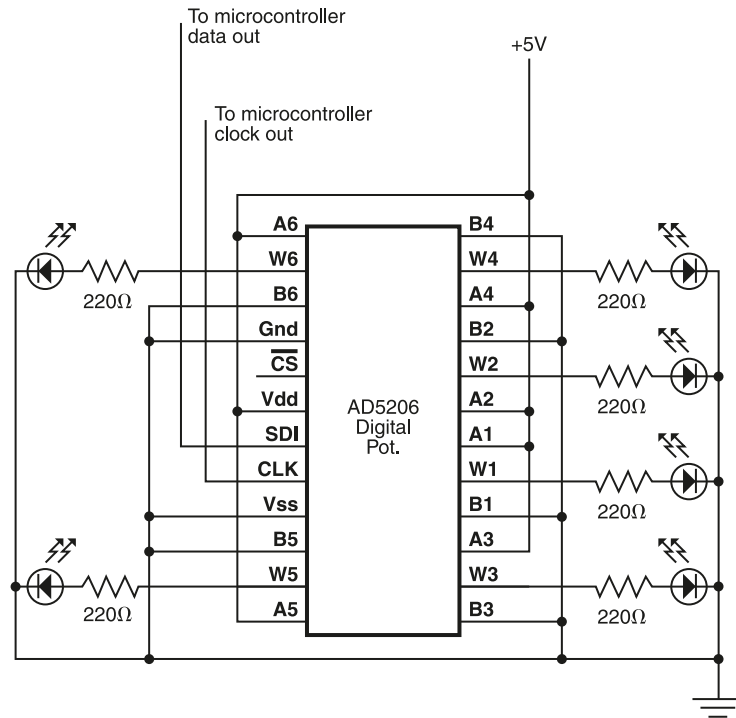 To microcontroller
data out
+5V
To microcontroller
clock out
A6
B4
W6
W4
220Ω
220Ω
B6
A4
Gnd
B2
C̅S̅
W2
220Ω
Vdd
A2
AD5206
Digital
Pot.
SDI
A1
CLK
W1
220Ω
Vss
B1
B5
A3
W5
W3
220Ω
220Ω
A5
B3